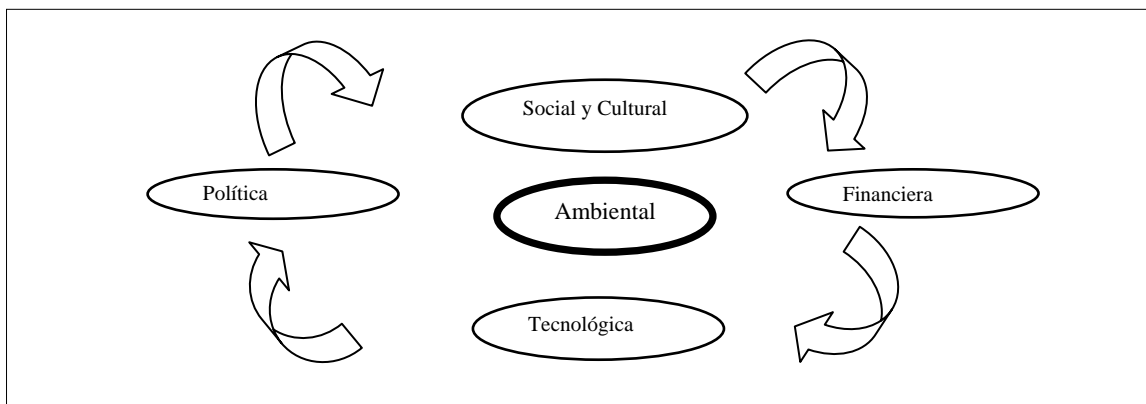 Social y Cultural
Política
Ambiental
Financiera
Tecnológica